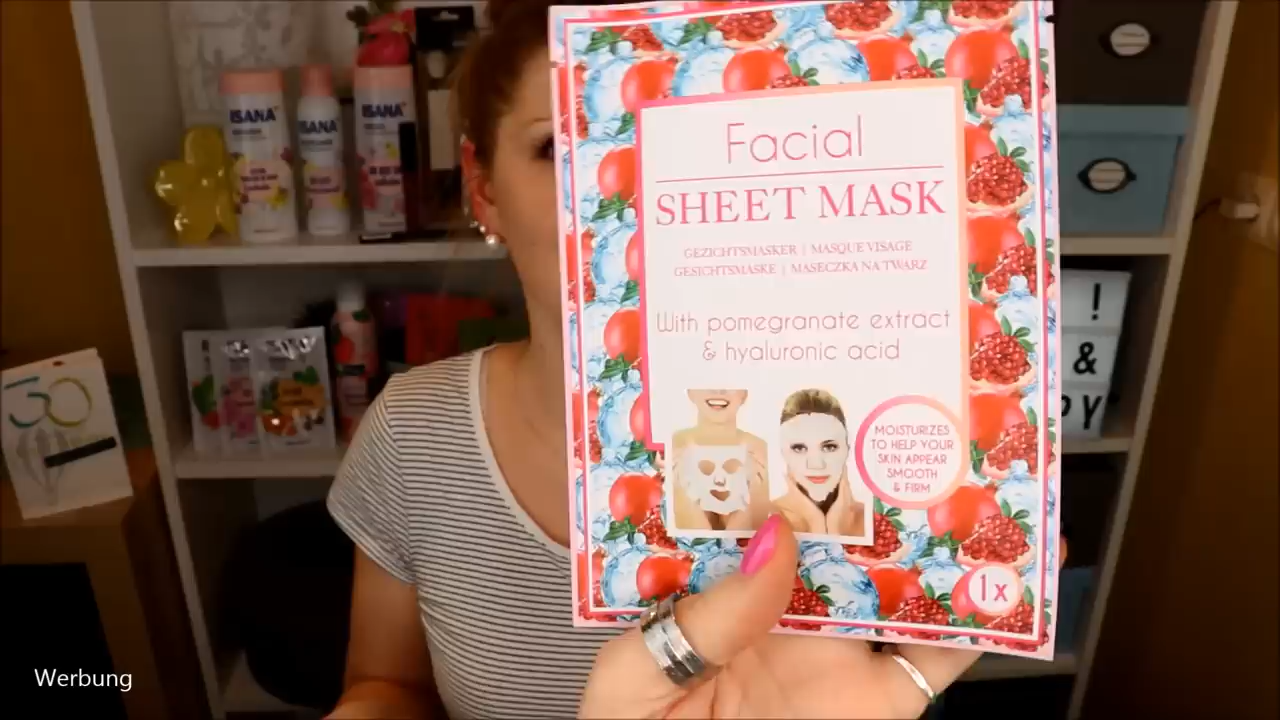 Facial
SHEET MASK
GEZICHTSMASKER | MASQUE VISAGE
GESICHTSMASKE | MASECZKA NA TWARZ
With pomegranate extract
& hyaluronic acid
MOISTURIZES
TO HELP YOUR
SKIN APPEAR
SMOOTH
& FIRM
1x
ISANA
ISANA
ISANA
30
!
&
Werbung